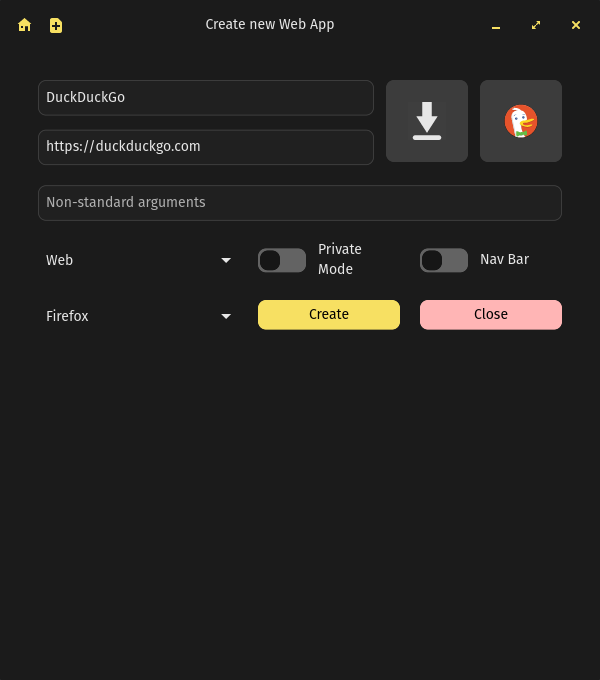 Create new Web App
DuckDuckGo
https://duckduckgo.com
Non-standard arguments
Web
Private
Mode
Nav Bar
Firefox
Create
Close